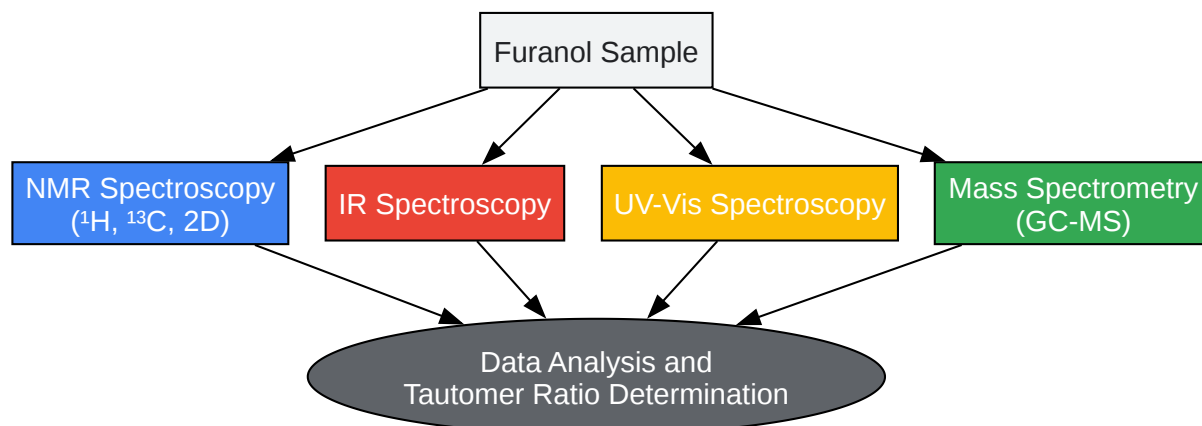 Furanol Sample
NMR Spectroscopy
(¹H, ¹³C, 2D)
IR Spectroscopy
UV-Vis Spectroscopy
Mass Spectrometry
(GC-MS)
Data Analysis and
Tautomer Ratio Determination